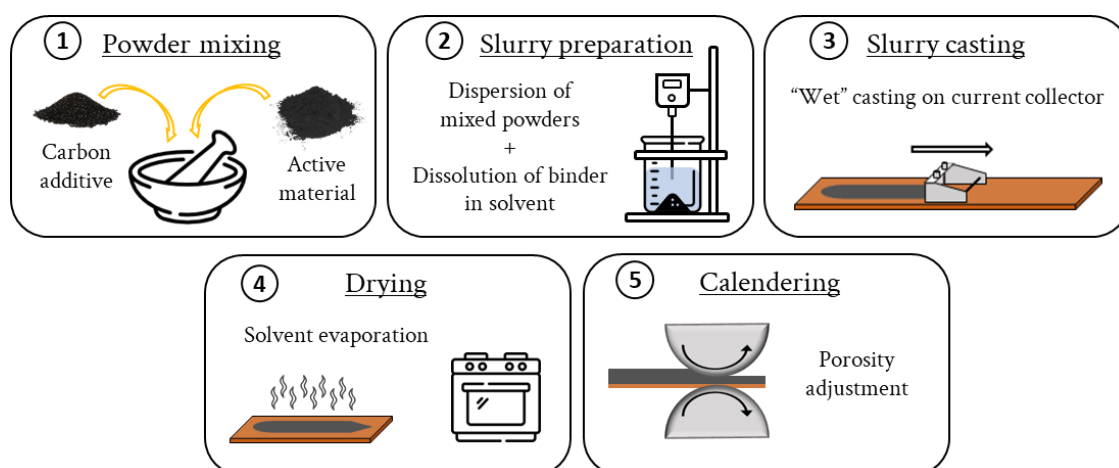 1 Powder mixing
Carbon
additive
Active
material
2 Slurry preparation
Dispersion of
mixed powders
+
Dissolution of binder
in solvent
3 Slurry casting
“Wet” casting on current collector
4 Drying
Solvent evaporation
5 Calendering
Porosity
adjustment